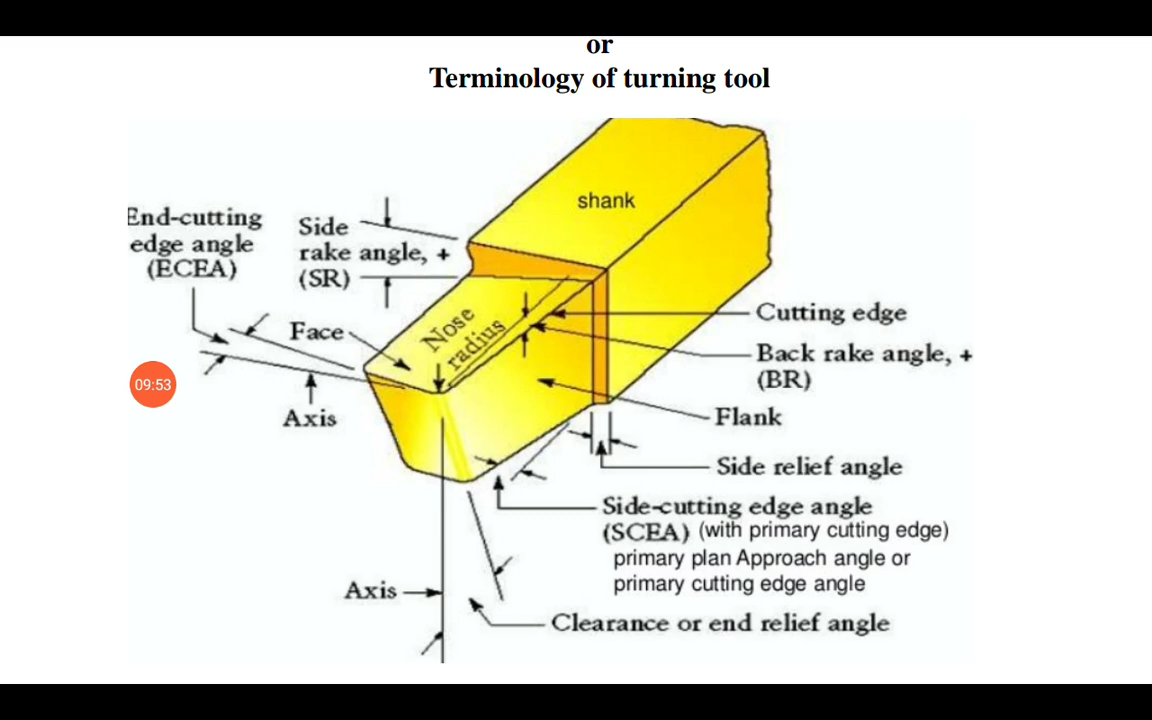 or
Terminology of turning tool
shank
End-cutting
edge angle
(ECEA)
Side
rake angle, +
(SR)
Face
Nose
radius
Cutting edge
Back rake angle, +
(BR)
09:53
Axis
Flank
Side relief angle
Side-cutting edge angle
(SCEA) (with primary cutting edge)
primary plan Approach angle or
primary cutting edge angle
Axis
Clearance or end relief angle